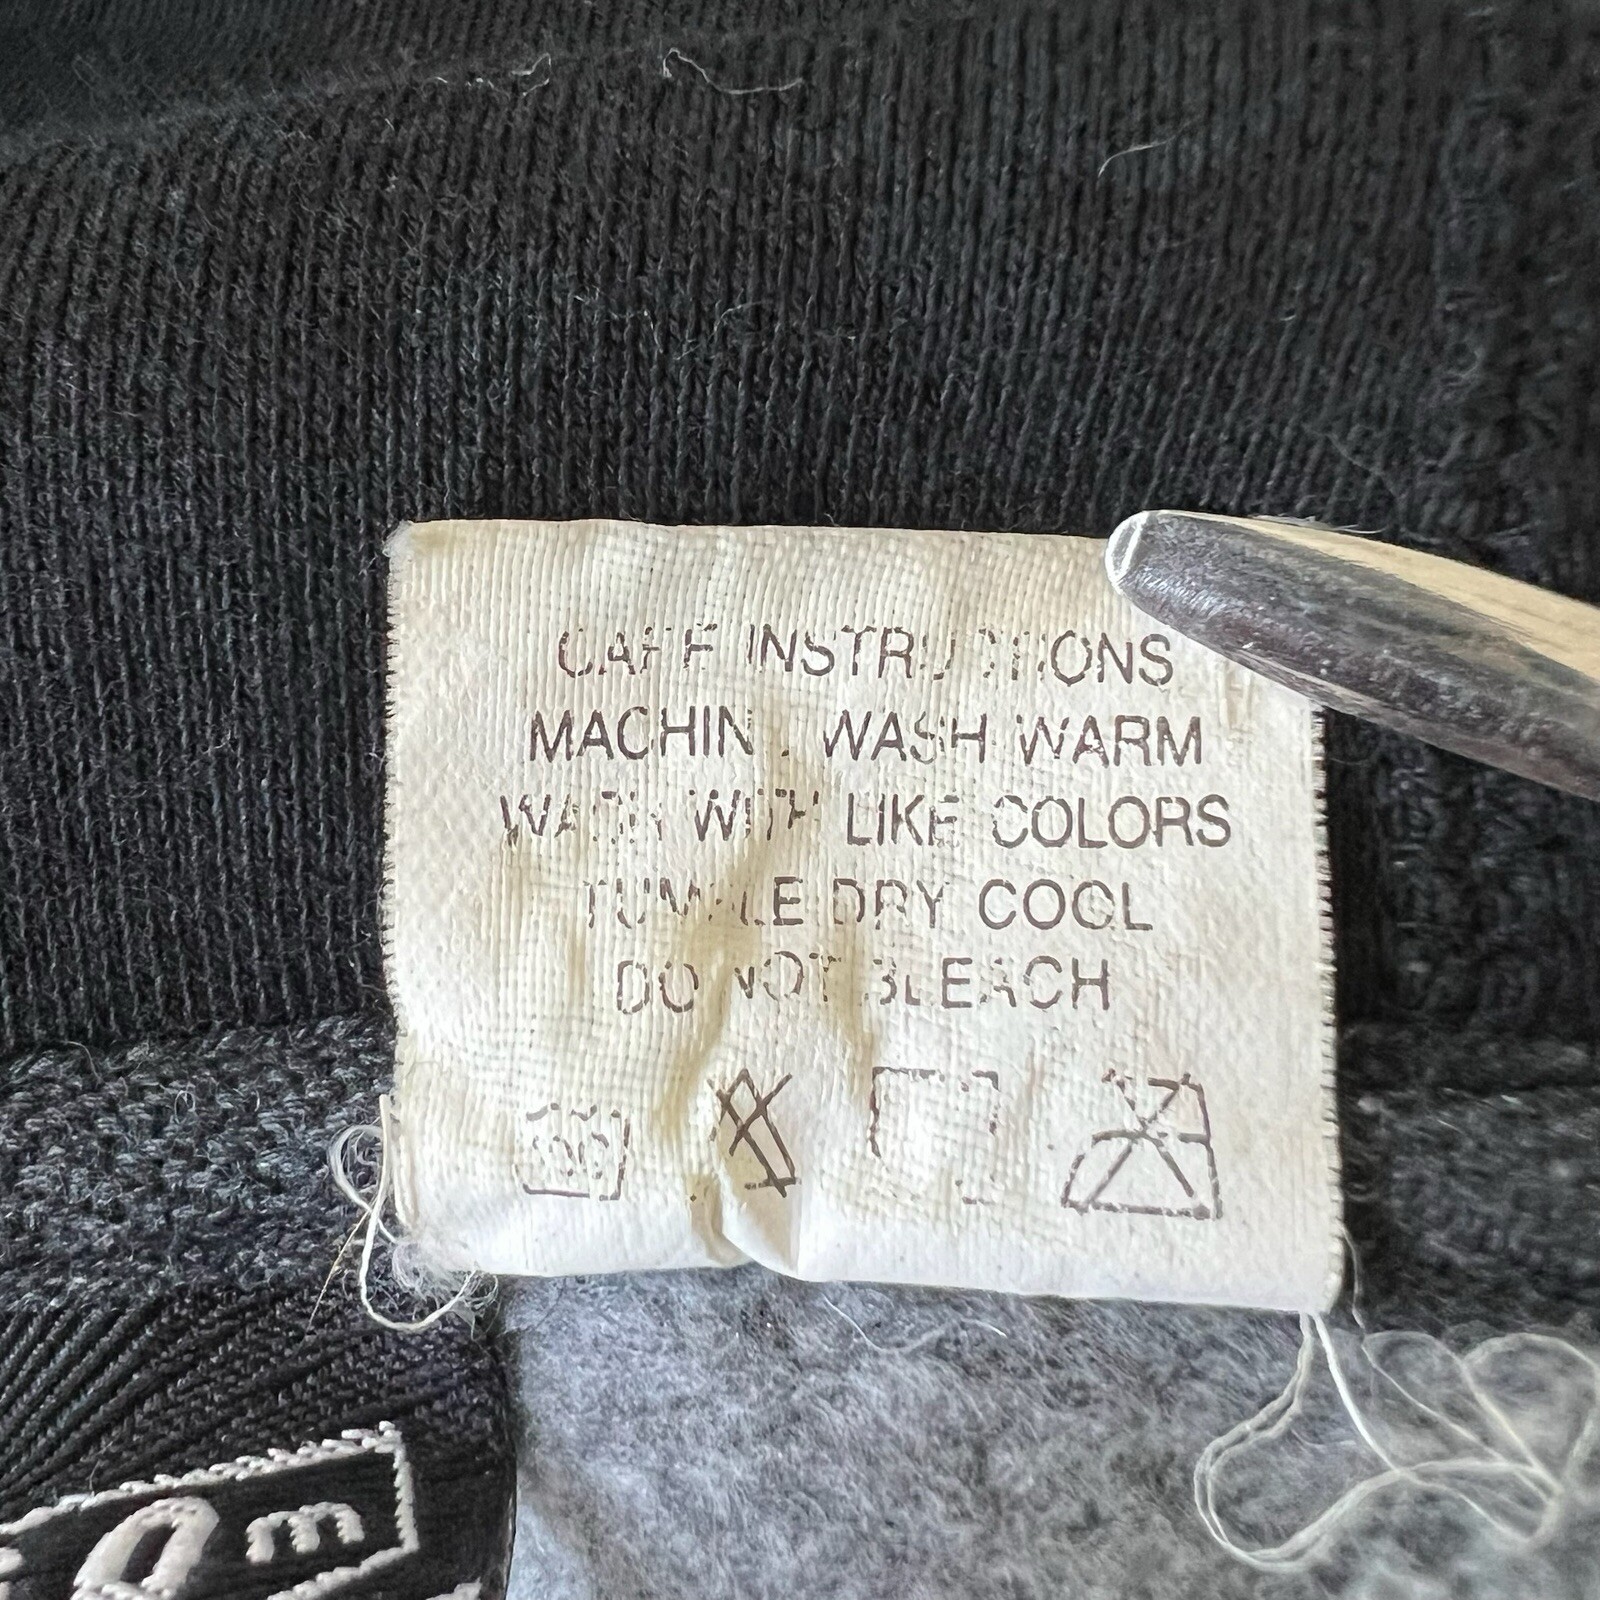 CARE INSTRUCTIONS
MACHINE WASH WARM
WASH WITH LIKE COLORS
TUMBLE DRY COOL
DO NOT BLEACH